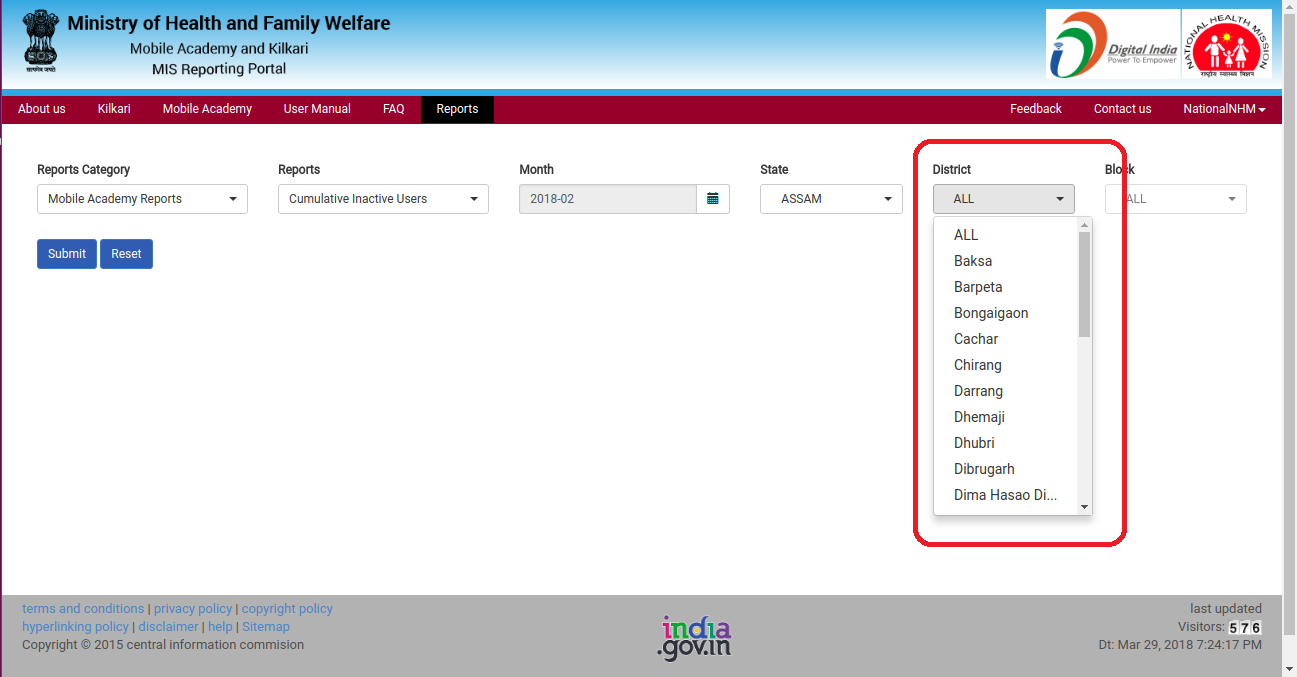 Ministry of Health and Family Welfare
Mobile Academy and Kilkari
MIS Reporting Portal
सत्यमेव जयते
Digital India
Power To Empower
NATIONAL HEALTH MISSION
राष्ट्रीय स्वास्थ्य मिशन
About us Kilkari Mobile Academy User Manual FAQ Reports Feedback Contact us NationalNHM
Reports Category Reports Month State District Block
Mobile Academy Reports Cumulative Inactive Users 2018-02 ASSAM ALL ALL
Submit Reset
ALL
Baksa
Barpeta
Bongaigaon
Cachar
Chirang
Darrang
Dhemaji
Dhubri
Dibrugarh
Dima Hasao Di...
terms and conditions | privacy policy | copyright policy
hyperlinking policy | disclaimer | help | Sitemap
Copyright © 2015 central information commision
india
.gov.in
last updated
Visitors: 576
Dt: Mar 29, 2018 7:24:17 PM